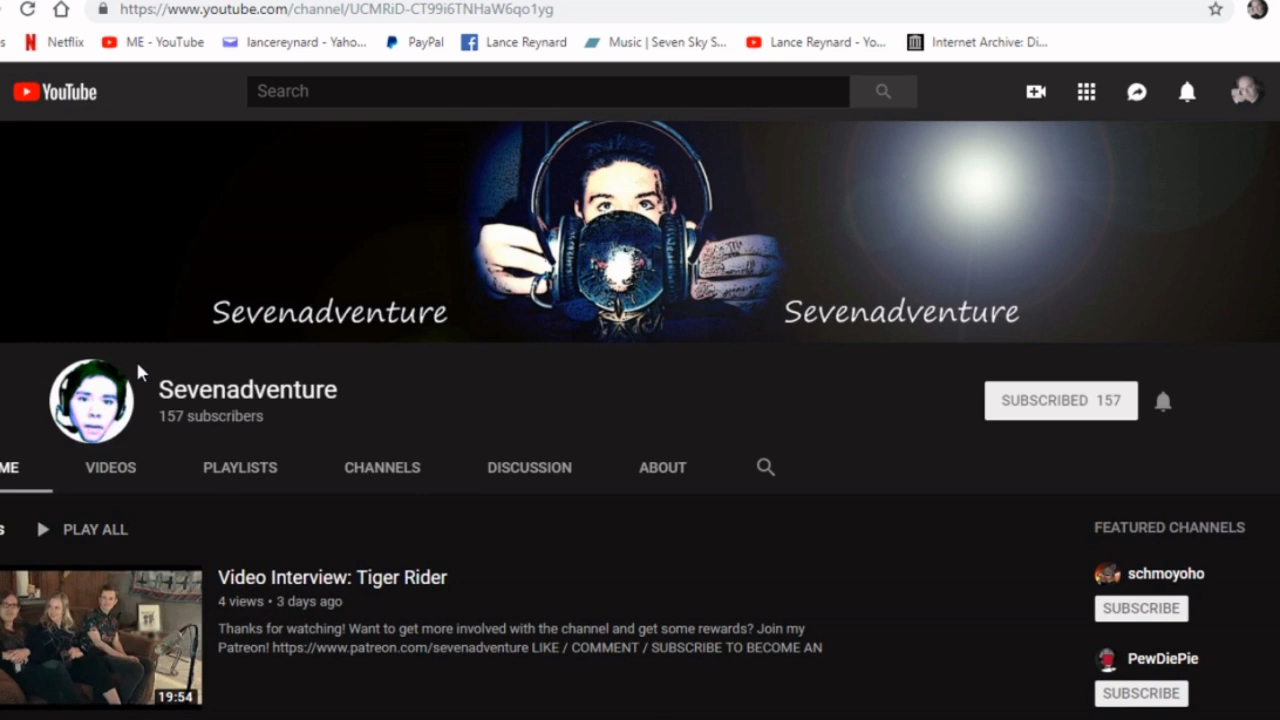 https://www.youtube.com/channel/UCMRiD-CT99i6TNHaW6qo1yg
s Netflix ME - YouTube lancereynard - Yaho... PayPal Lance Reynard Music | Seven Sky S... Lance Reynard - Yo... Internet Archive: Di...
YouTube Search
Sevenadventure Sevenadventure
Sevenadventure
157 subscribers
SUBSCRIBED 157
ME VIDEOS PLAYLISTS CHANNELS DISCUSSION ABOUT
s PLAY ALL
FEATURED CHANNELS
Video Interview: Tiger Rider
4 views • 3 days ago
Thanks for watching! Want to get more involved with the channel and get some rewards? Join my
Patreon! https://www.patreon.com/sevenadventure LIKE / COMMENT / SUBSCRIBE TO BECOME AN
19:54
schmoyoho
SUBSCRIBE
PewDiePie
SUBSCRIBE